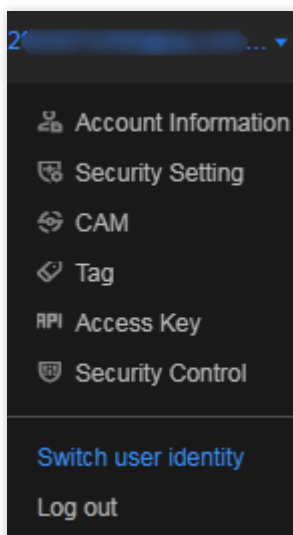 Account Information
Security Setting
CAM
Tag
API Access Key
Security Control
Switch user identity
Log out